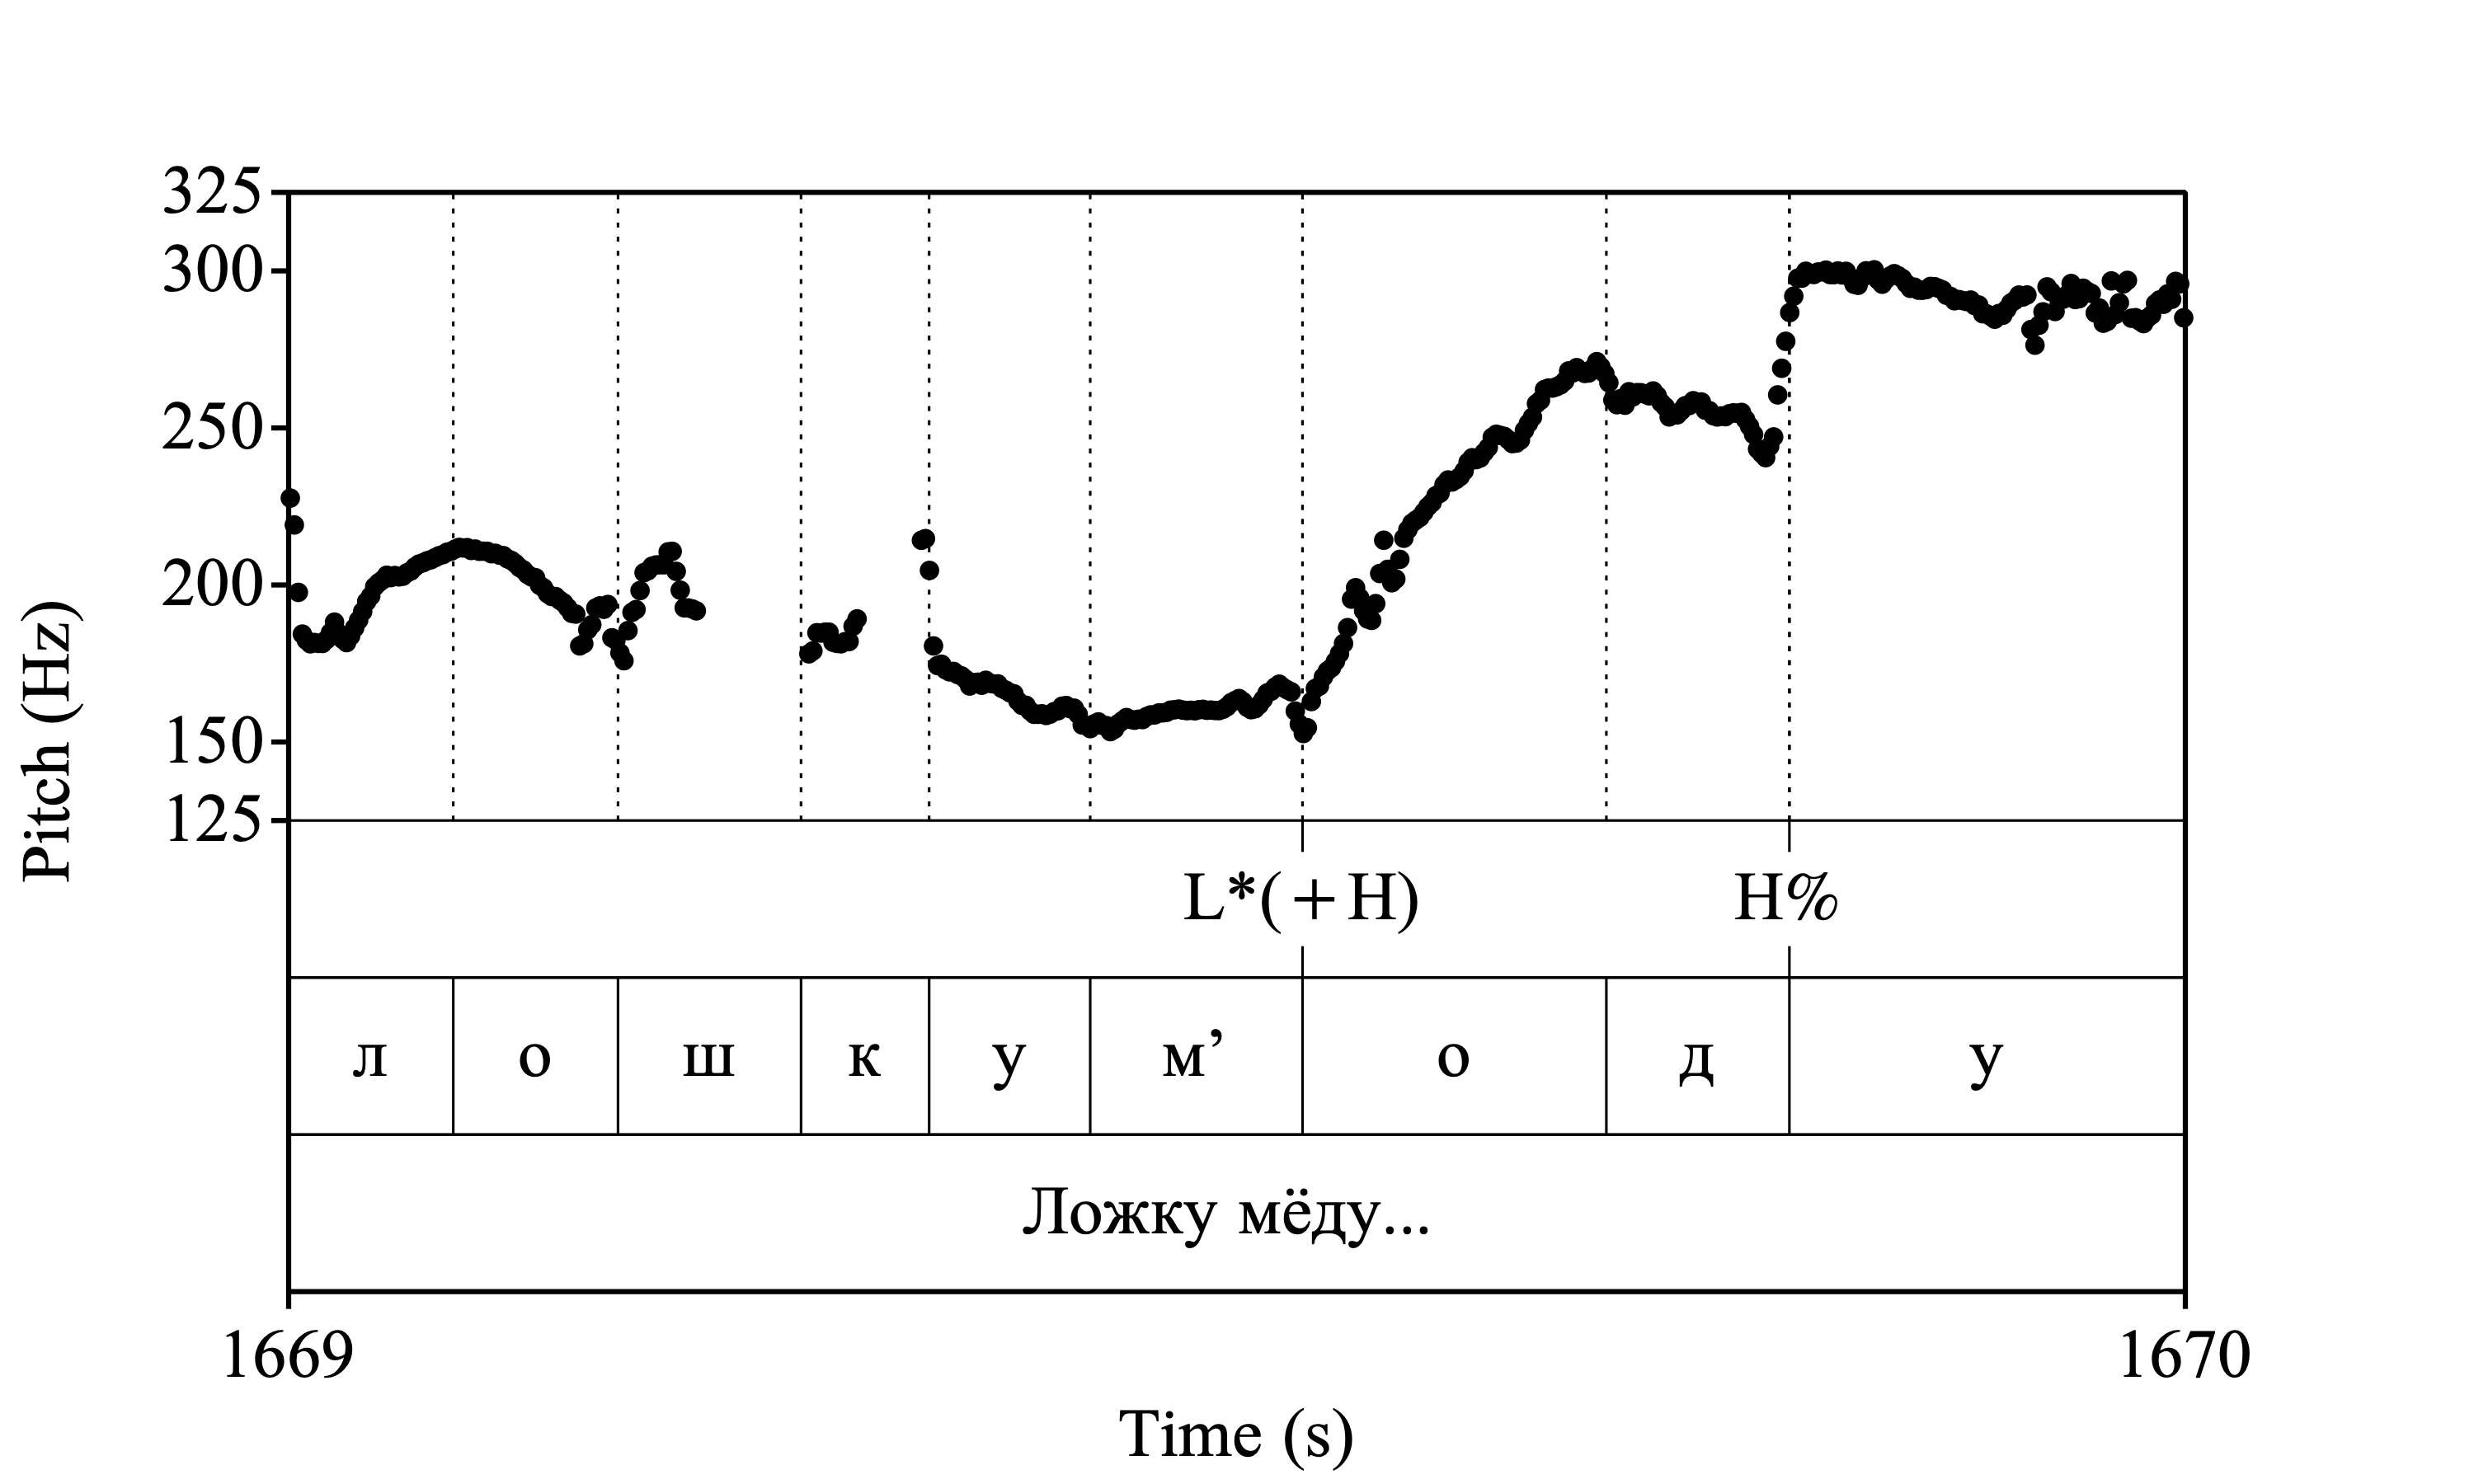 Pitch (Hz)
325
300
250
200
150
125
L*(+H) H%
л о ш к у м’ о д у
Ложку мёду...
1669 1670
Time (s)